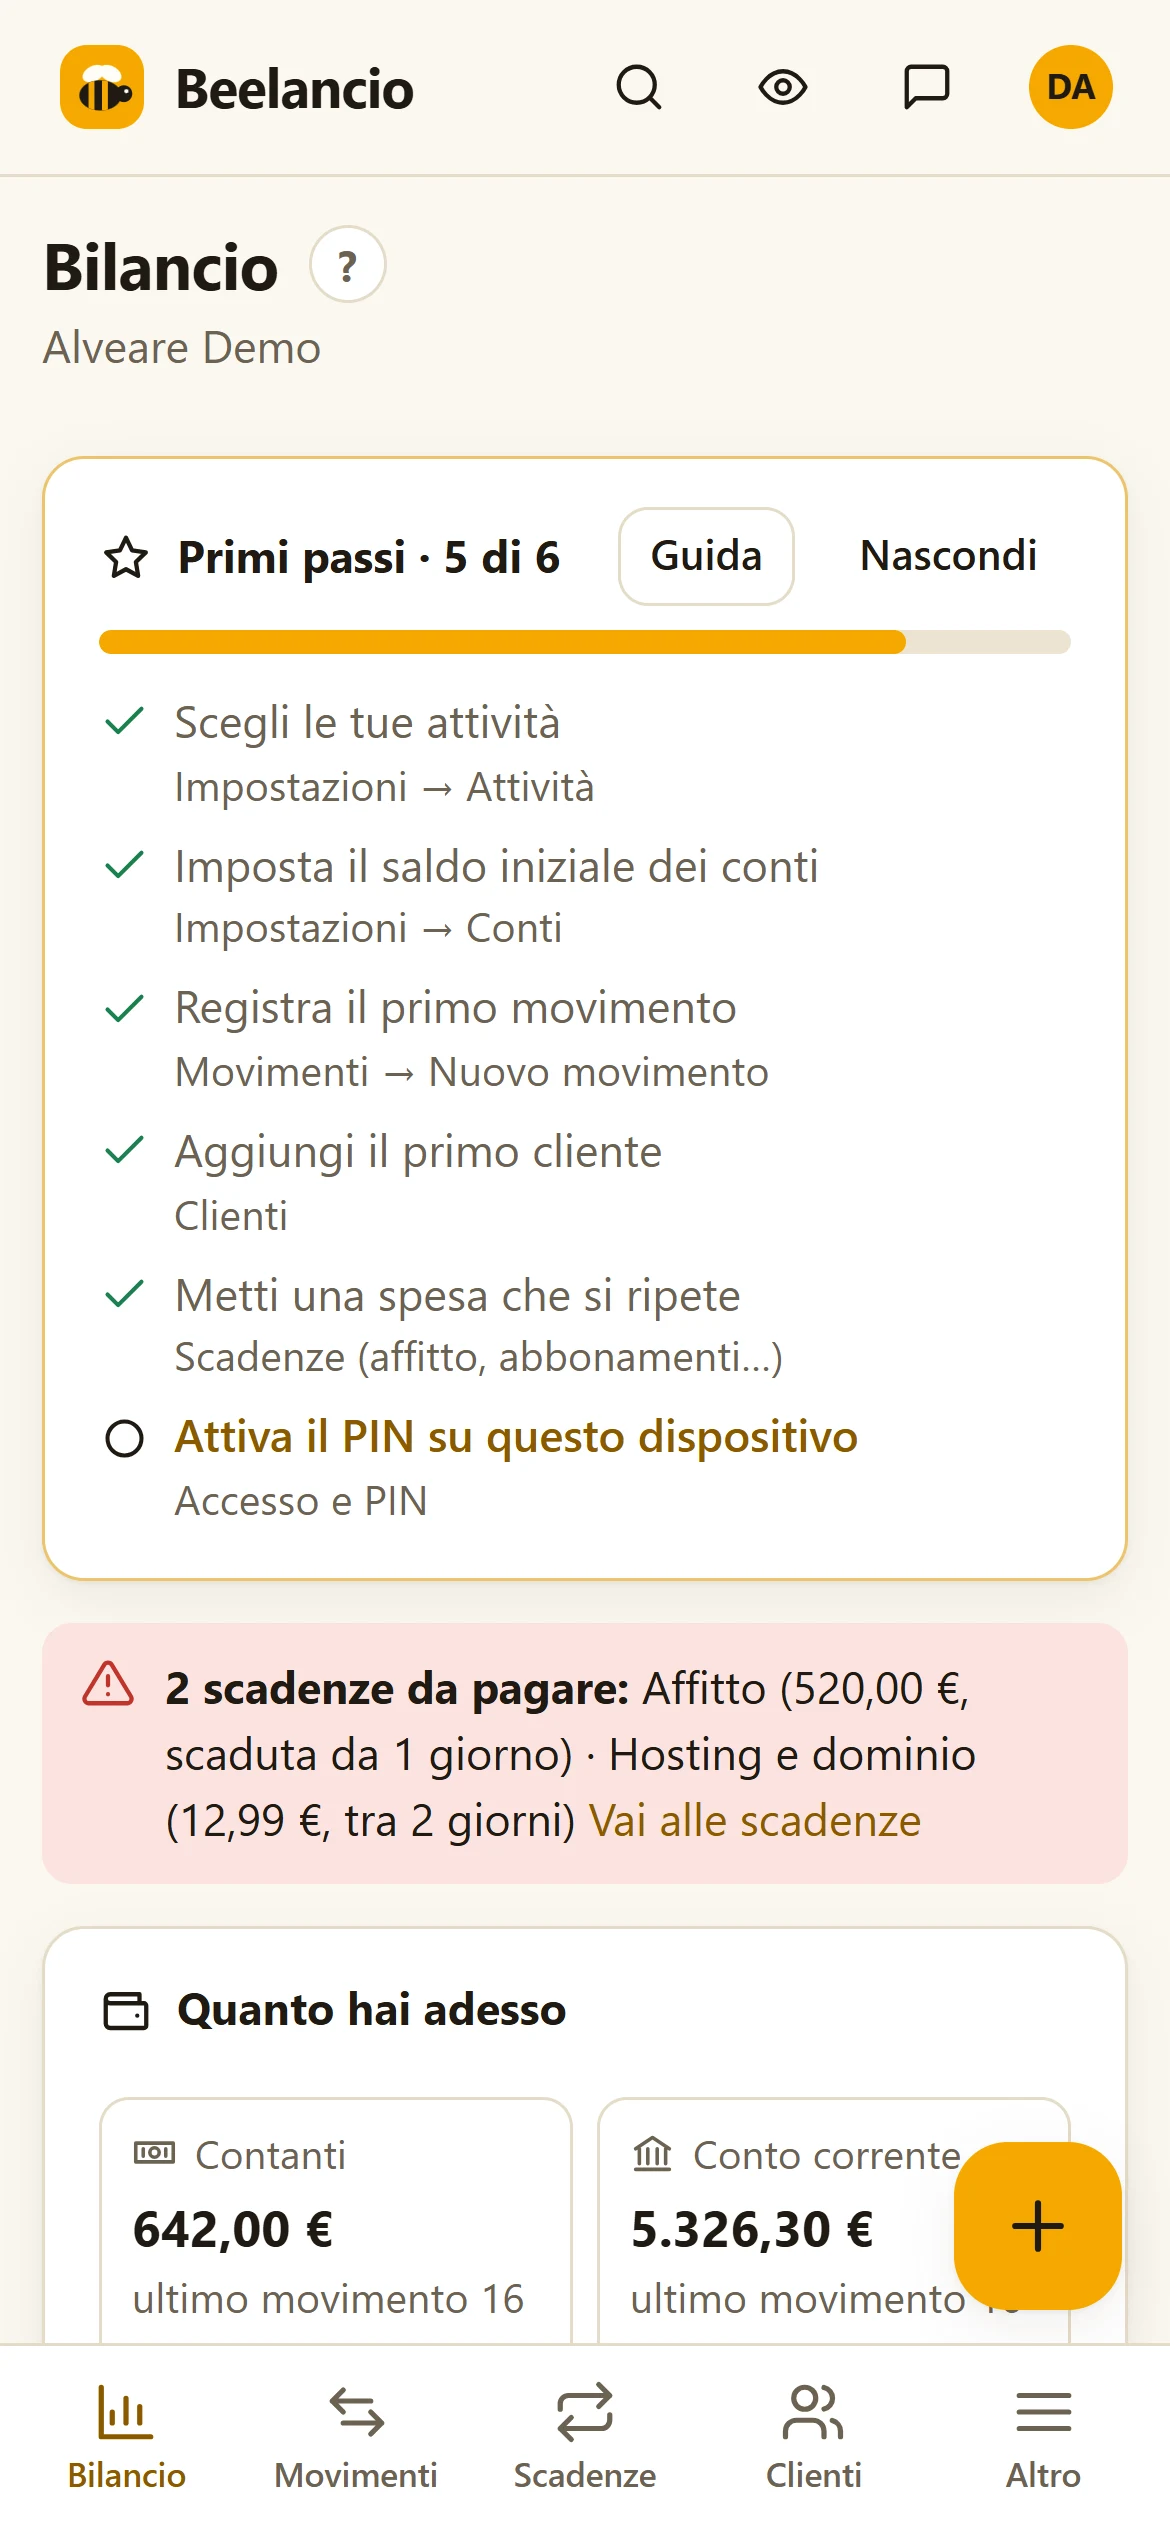 Beelancio
DA
Bilancio
?
Alveare Demo
Primi passi · 5 di 6
Guida
Nascondi
Scegli le tue attività
Impostazioni → Attività
Imposta il saldo iniziale dei conti
Impostazioni → Conti
Registra il primo movimento
Movimenti → Nuovo movimento
Aggiungi il primo cliente
Clienti
Metti una spesa che si ripete
Scadenze (affitto, abbonamenti...)
Attiva il PIN su questo dispositivo
Accesso e PIN
2 scadenze da pagare: Affitto (520,00 €,
scaduta da 1 giorno) · Hosting e dominio
(12,99 €, tra 2 giorni) Vai alle scadenze
Quanto hai adesso
Contanti
642,00 €
ultimo movimento 16
Conto corrente
5.326,30 €
ultimo movimento
Bilancio
Movimenti
Scadenze
Clienti
Altro